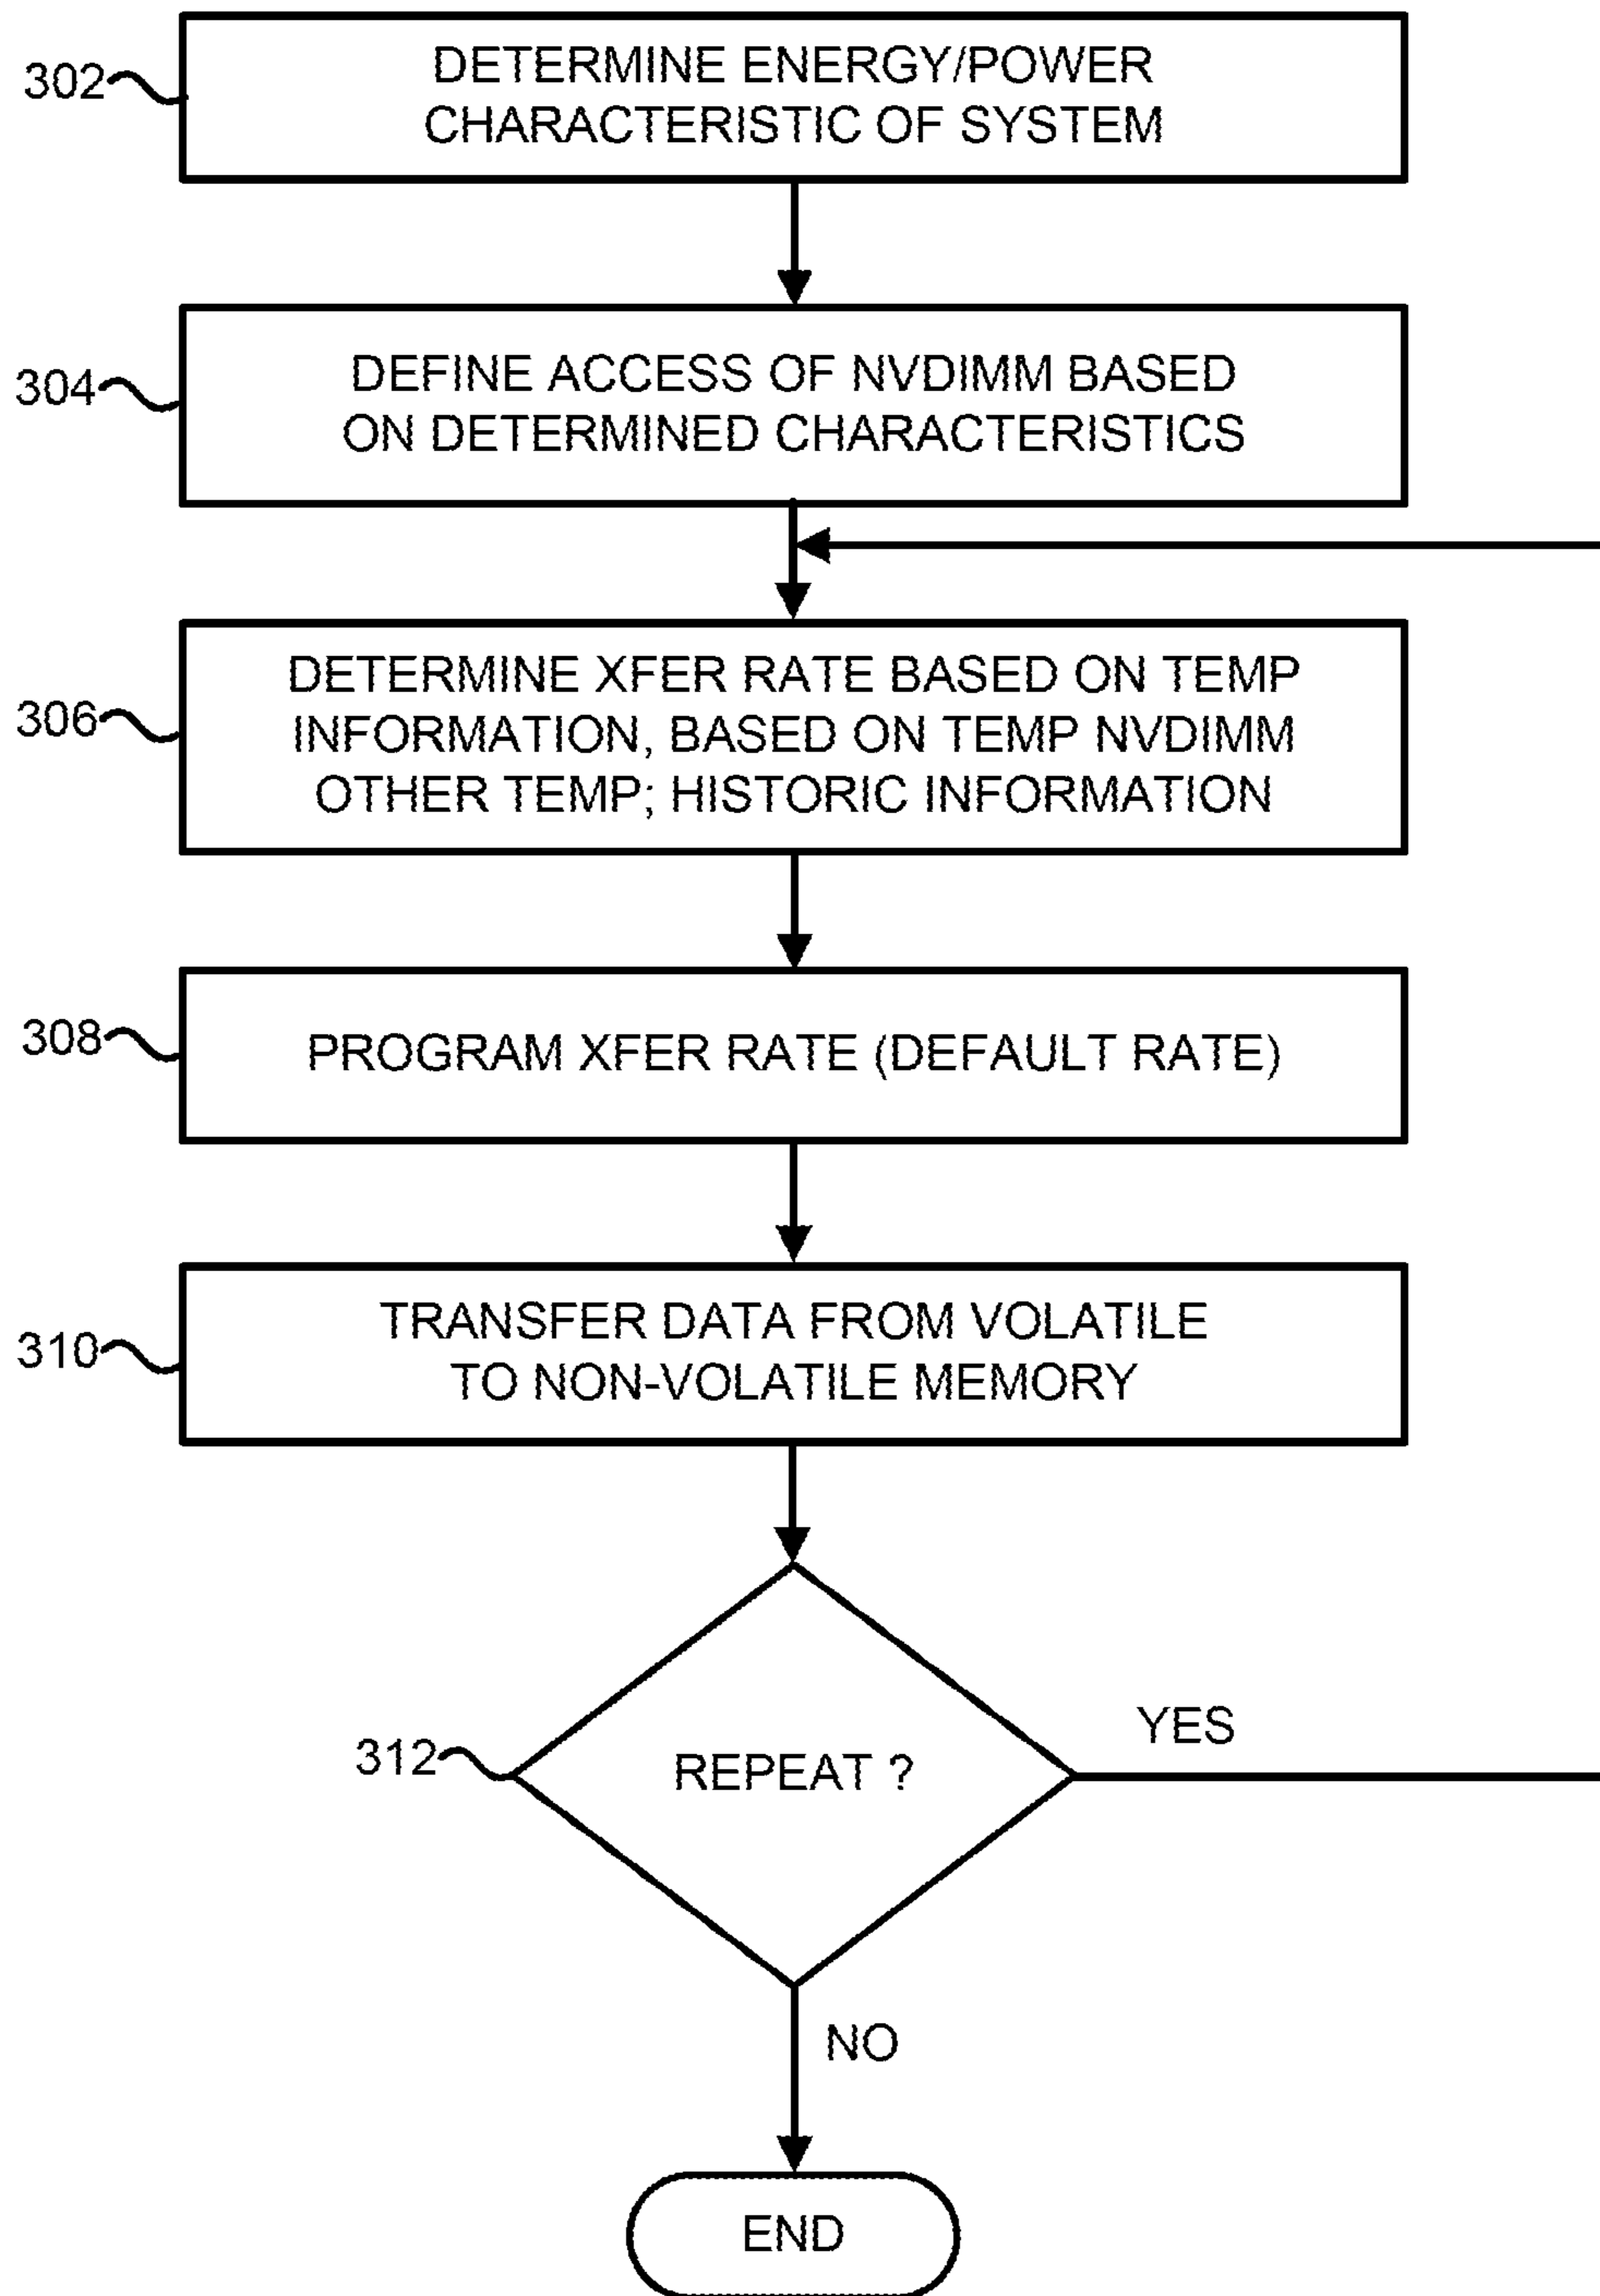 302
DETERMINE ENERGY/POWER
CHARACTERISTIC OF SYSTEM
304
DEFINE ACCESS OF NVDIMM BASED
ON DETERMINED CHARACTERISTICS
306
DETERMINE XFER RATE BASED ON TEMP
INFORMATION, BASED ON TEMP NVDIMM
OTHER TEMP; HISTORIC INFORMATION
308
PROGRAM XFER RATE (DEFAULT RATE)
310
TRANSFER DATA FROM VOLATILE
TO NON-VOLATILE MEMORY
312
REPEAT ?
YES
NO
END